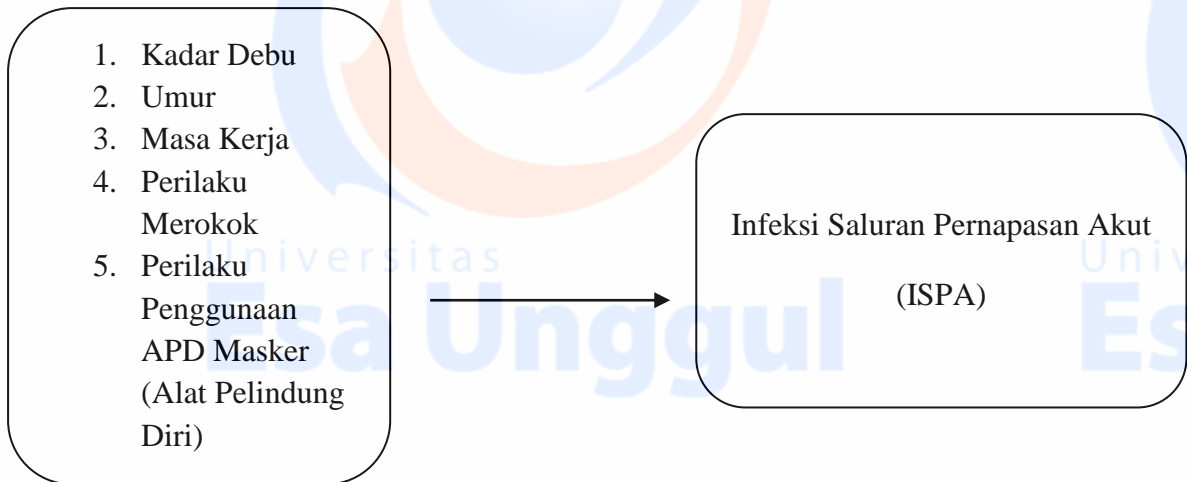 1. Kadar Debu
2. Umur
3. Masa Kerja
4. Perilaku
Merokok
5. Perilaku
Penggunaan
APD Masker
(Alat Pelindung
Diri)
Infeksi Saluran Pernapasan Akut
(ISPA)
Universitas
Esa Unggul
Univ
Es